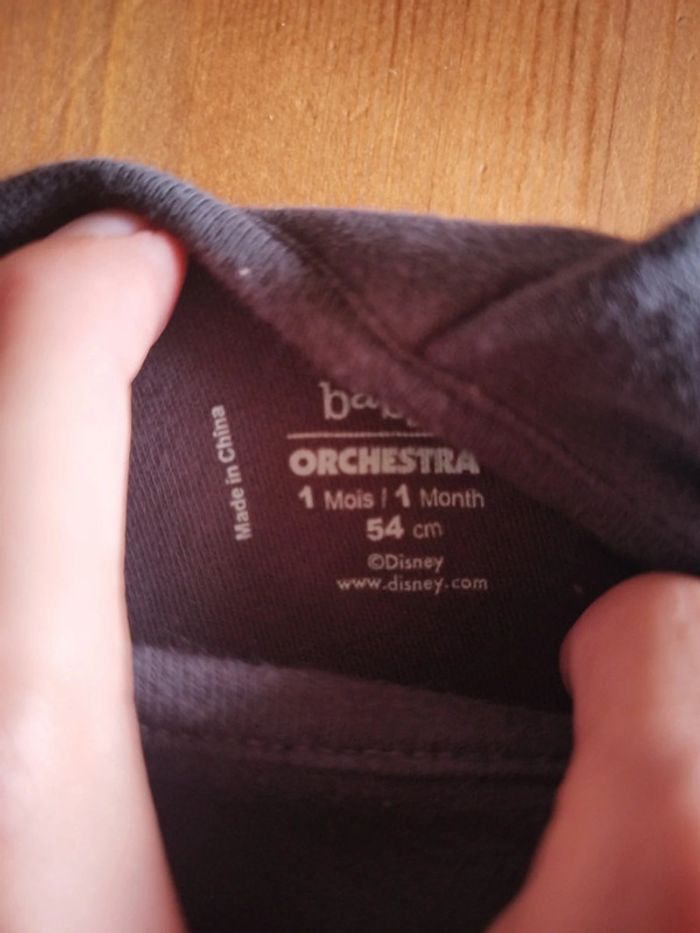 ORCHESTRA
1 Mois | 1 Month
54 cm
©Disney
www.disney.com
Made in China